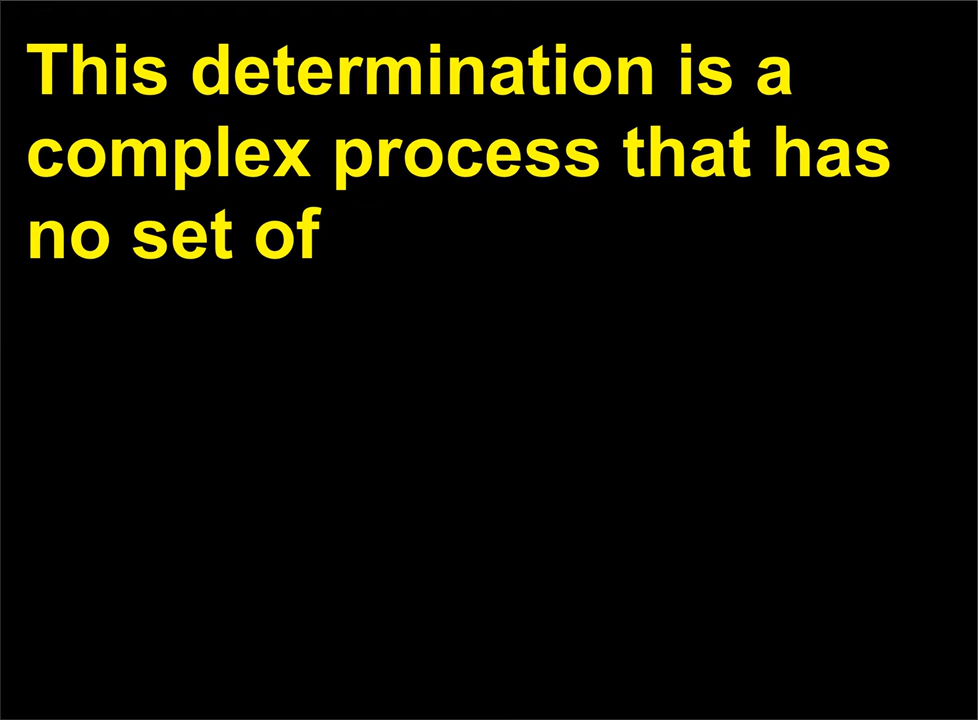 This determination is a
complex process that has
no set of